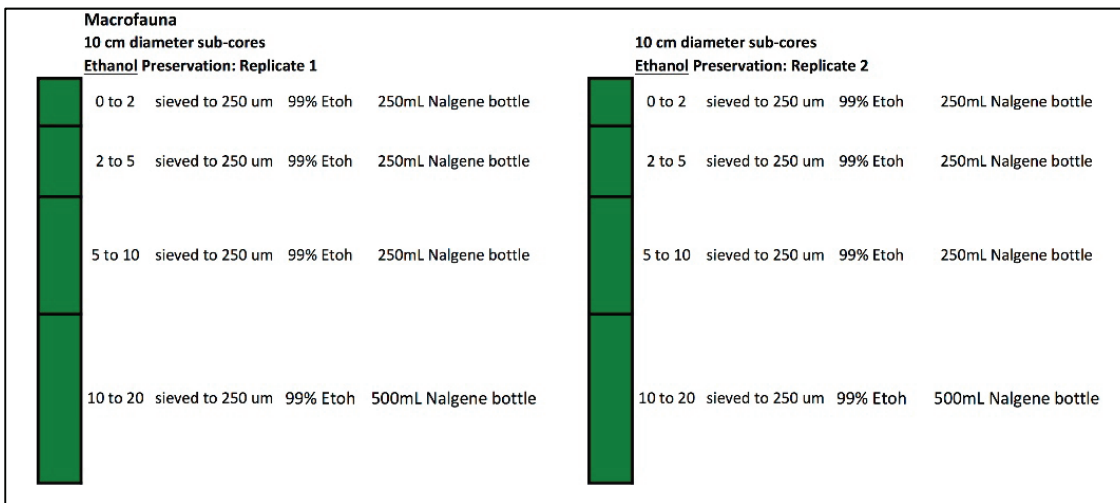 Macrofauna
10 cm diameter sub-cores
Ethanol Preservation: Replicate 1
0 to 2 sieved to 250 um 99% Etoh 250mL Nalgene bottle
2 to 5 sieved to 250 um 99% Etoh 250mL Nalgene bottle
5 to 10 sieved to 250 um 99% Etoh 250mL Nalgene bottle
10 to 20 sieved to 250 um 99% Etoh 500mL Nalgene bottle
10 cm diameter sub-cores
Ethanol Preservation: Replicate 2
0 to 2 sieved to 250 um 99% Etoh 250mL Nalgene bottle
2 to 5 sieved to 250 um 99% Etoh 250mL Nalgene bottle
5 to 10 sieved to 250 um 99% Etoh 250mL Nalgene bottle
10 to 20 sieved to 250 um 99% Etoh 500mL Nalgene bottle